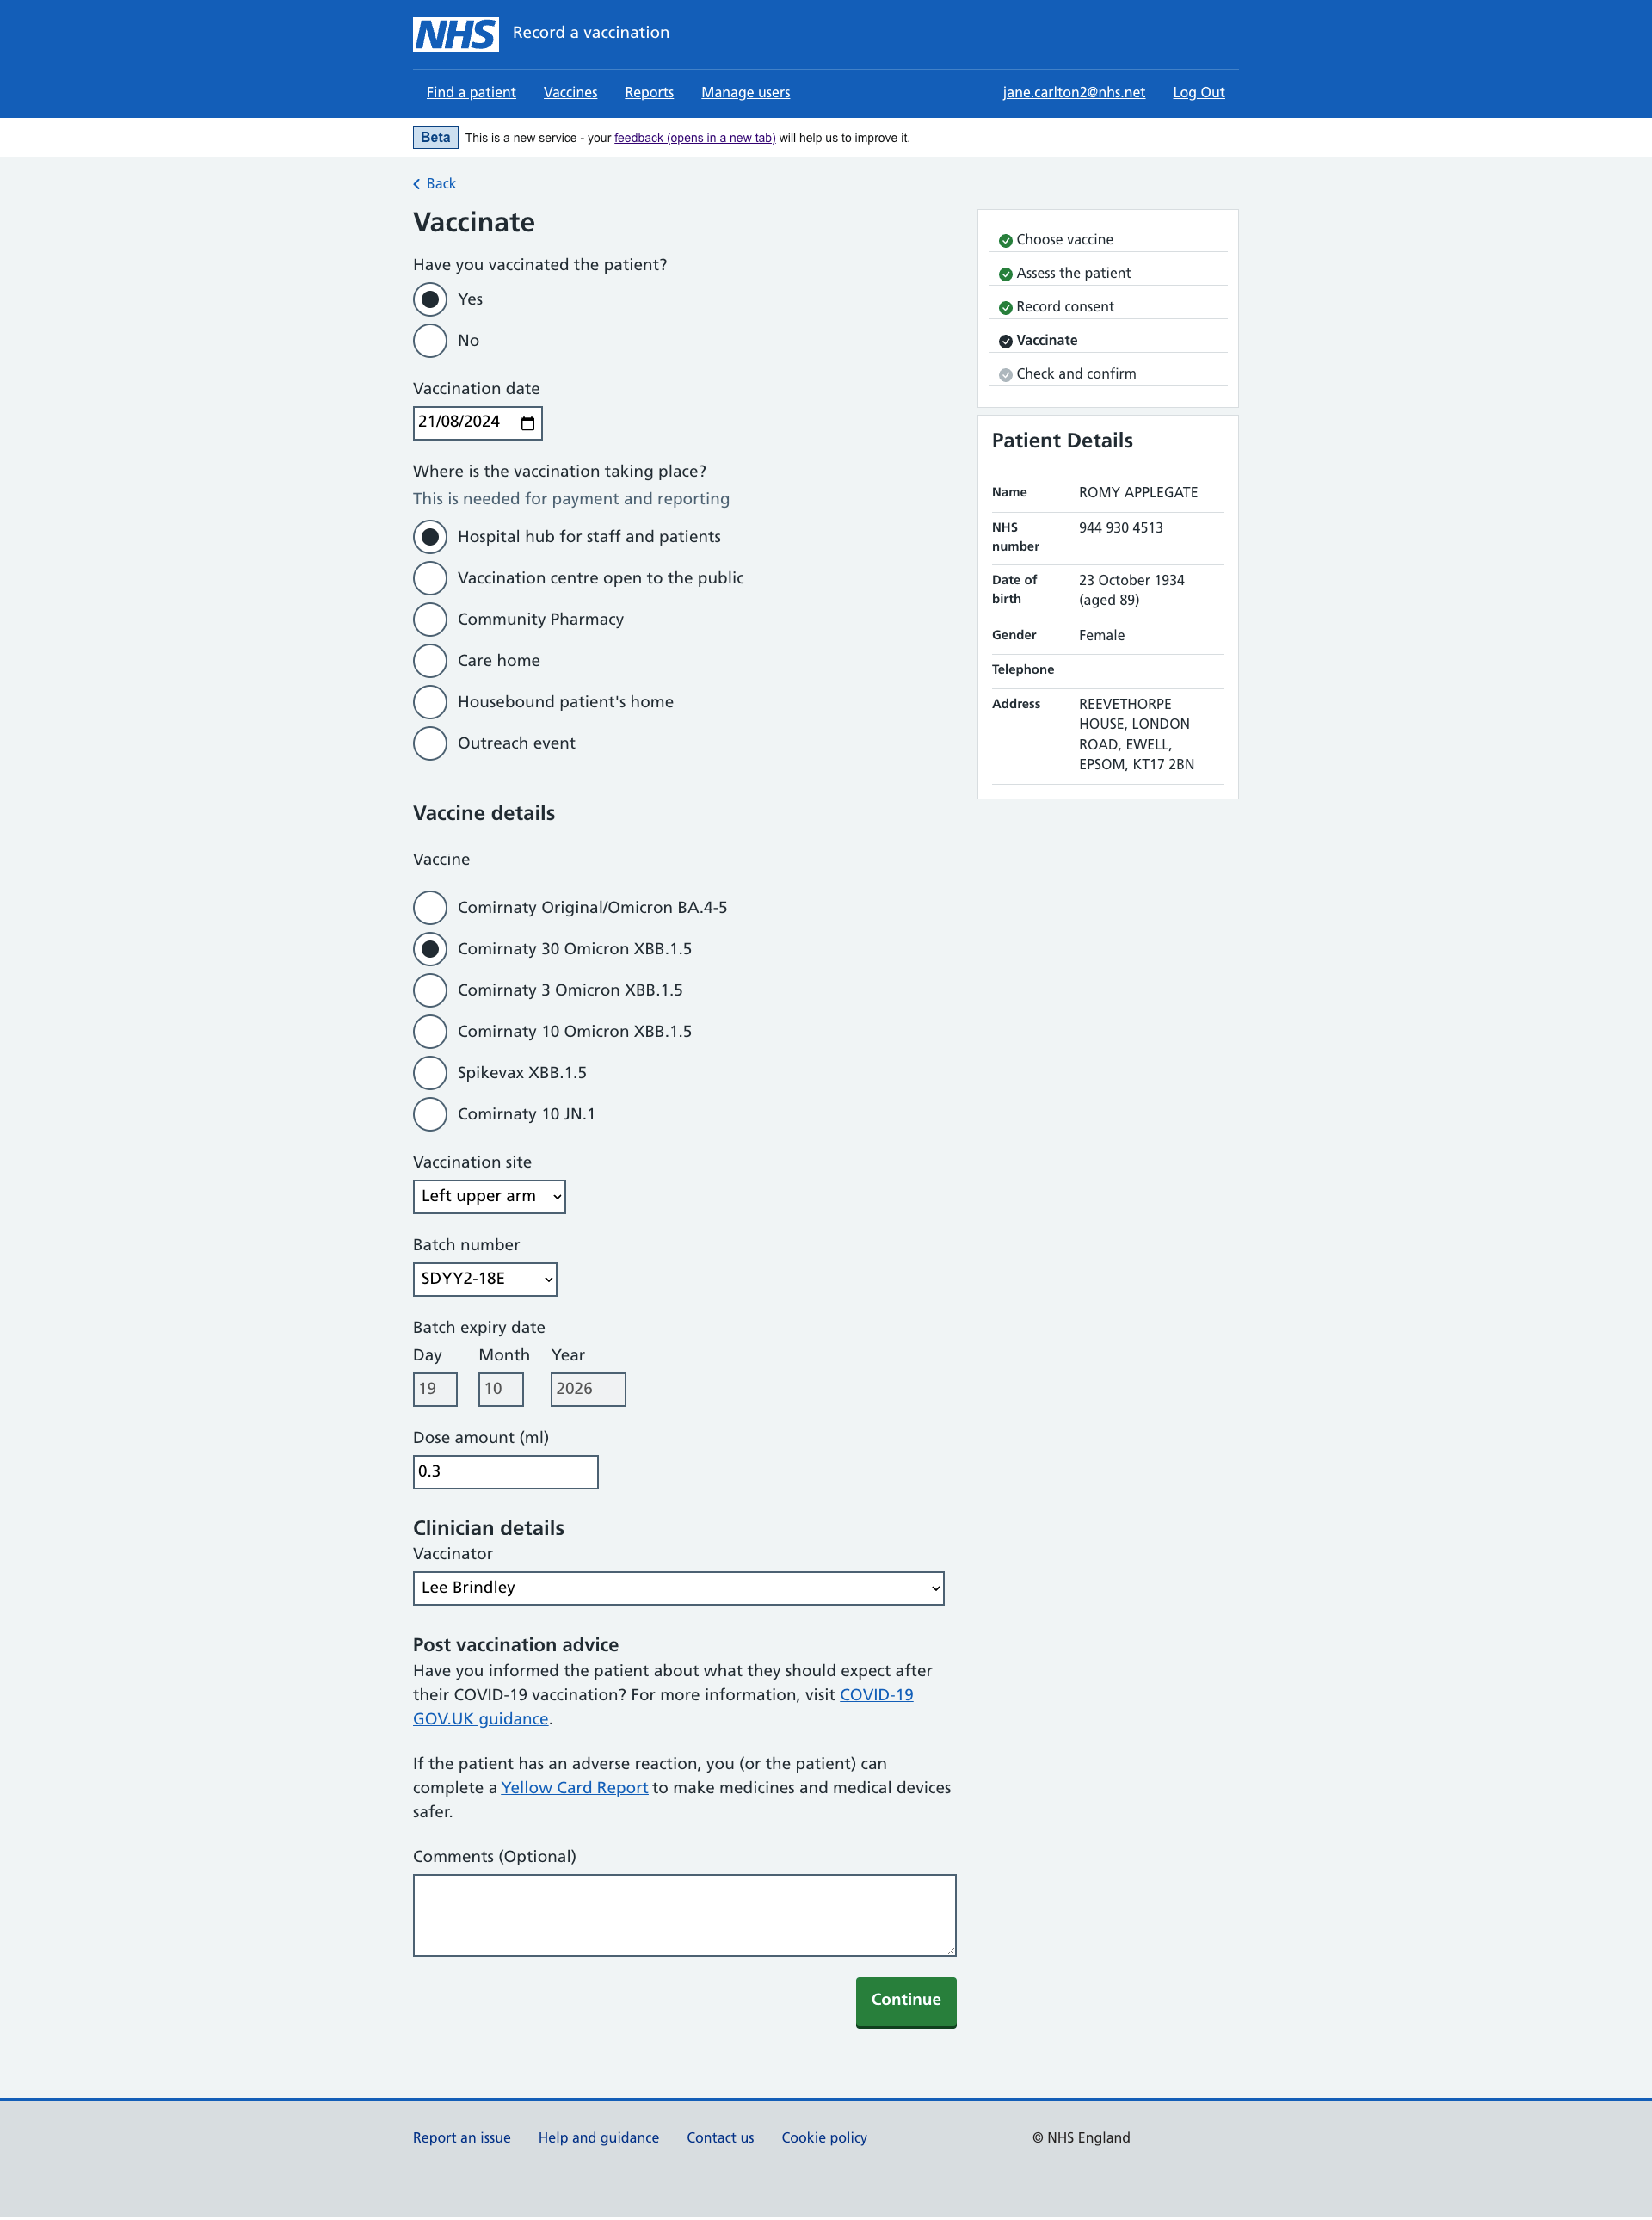 NHS Record a vaccination
Find a patient Vaccines Reports Manage users jane.carlton2@nhs.net Log Out
Beta This is a new service - your feedback (opens in a new tab) will help us to improve it.
Back
Vaccinate
Have you vaccinated the patient?
Yes
No
Vaccination date
21/08/2024
Where is the vaccination taking place?
This is needed for payment and reporting
Hospital hub for staff and patients
Vaccination centre open to the public
Community Pharmacy
Care home
Housebound patient's home
Outreach event
Vaccine details
Vaccine
Comirnaty Original/Omicron BA.4-5
Comirnaty 30 Omicron XBB.1.5
Comirnaty 3 Omicron XBB.1.5
Comirnaty 10 Omicron XBB.1.5
Spikevax XBB.1.5
Comirnaty 10 JN.1
Vaccination site
Left upper arm
Batch number
SDYY2-18E
Batch expiry date
Day Month Year
19 10 2026
Dose amount (ml)
0.3
Clinician details
Vaccinator
Lee Brindley
Post vaccination advice
Have you informed the patient about what they should expect after
their COVID-19 vaccination? For more information, visit COVID-19
GOV.UK guidance.
If the patient has an adverse reaction, you (or the patient) can
complete a Yellow Card Report to make medicines and medical devices
safer.
Comments (Optional)
Continue
Choose vaccine
Assess the patient
Record consent
Vaccinate
Check and confirm
Patient Details
Name ROMY APPLEGATE
NHS 944 930 4513
number
Date of 23 October 1934
birth (aged 89)
Gender Female
Telephone
Address REEVETHORPE
HOUSE, LONDON
ROAD, EWELL,
EPSOM, KT17 2BN
Report an issue Help and guidance Contact us Cookie policy © NHS England